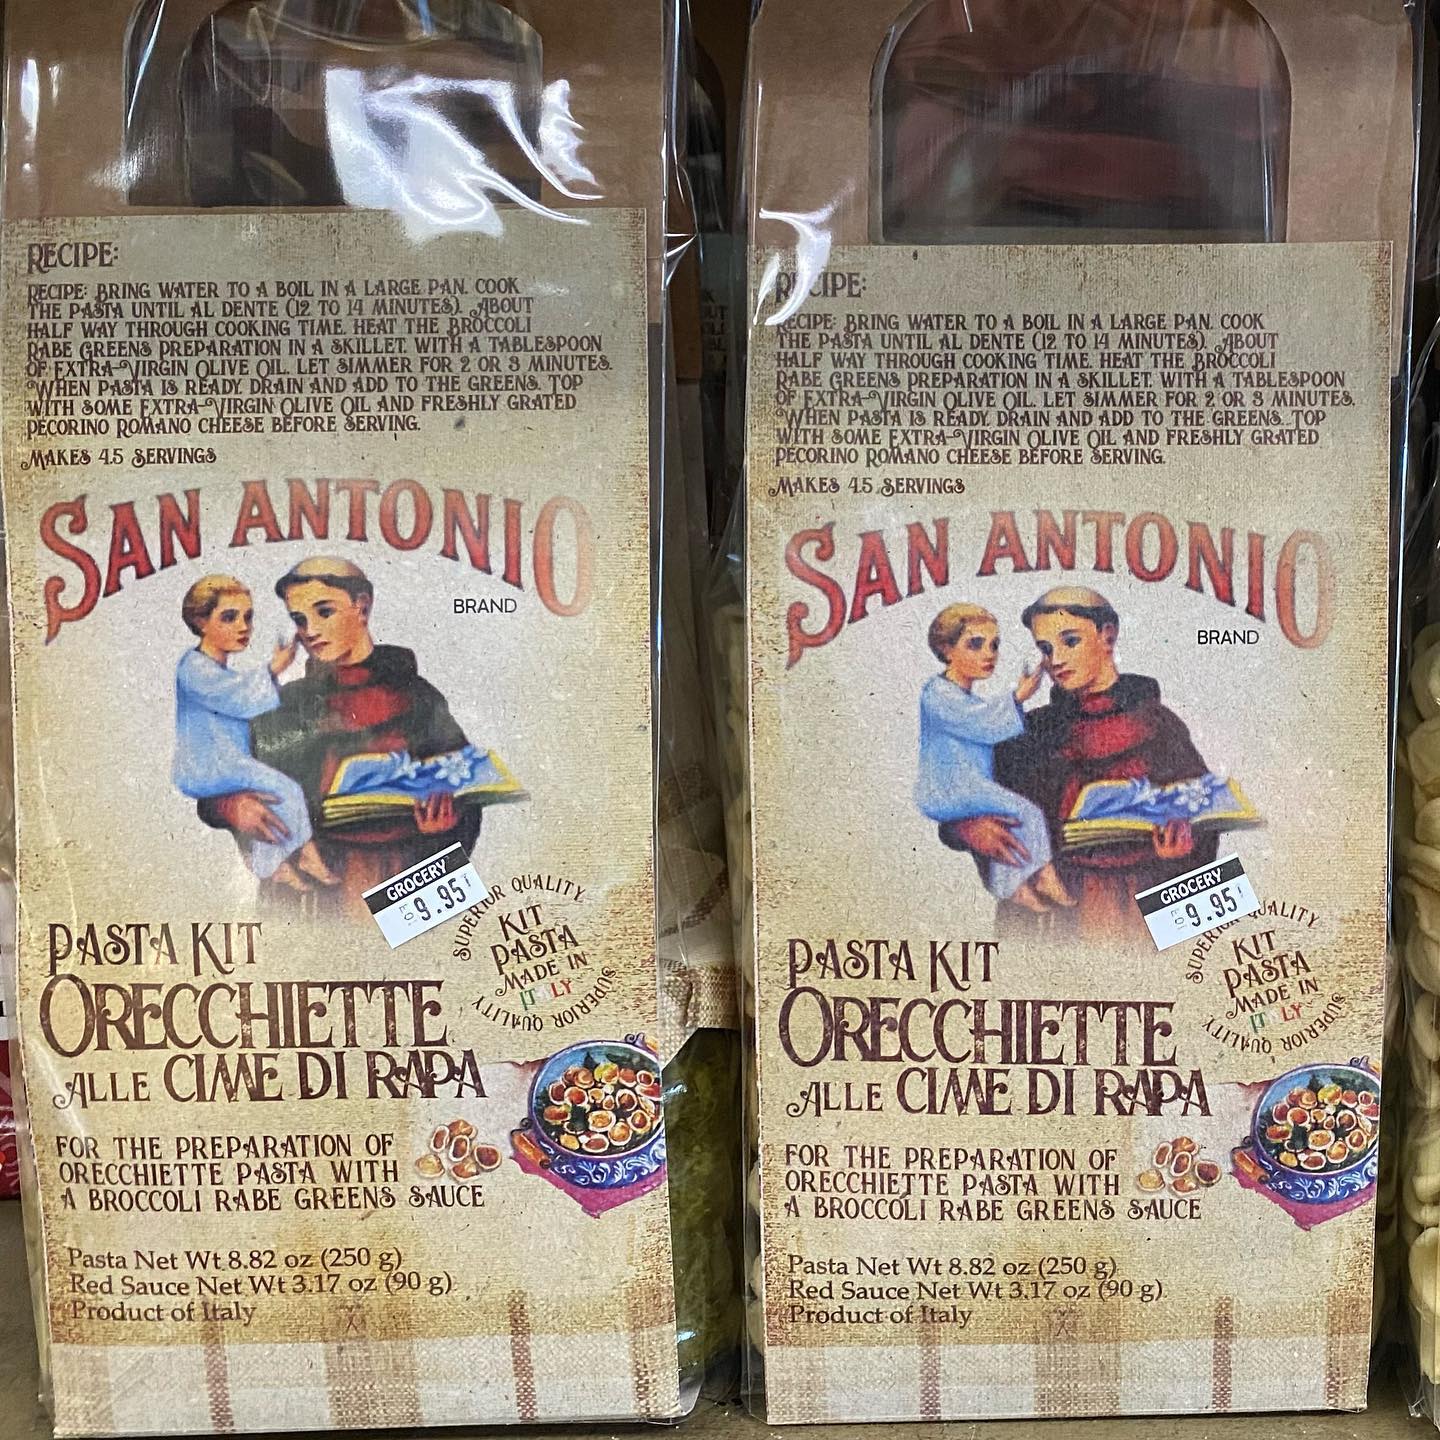 RECIPE:
RECIPE: BRING WATER TO A BOIL IN A LARGE PAN. COOK
THE PASTA UNTIL AL DENTE (12 TO 14 MINUTES). ABOUT
HALF WAY THROUGH COOKING TIME, HEAT THE BROCCOLI
RABE GREENS PREPARATION IN A SKILLET, WITH A TABLESPOON
OF EXTRA-VIRGIN OLIVE OIL. LET SIMMER FOR 2 OR 3 MINUTES.
WHEN PASTA IS READY, DRAIN AND ADD TO THE GREENS. TOP
WITH SOME EXTRA-VIRGIN OLIVE OIL AND FRESHLY GRATED
PECORINO ROMANO CHEESE BEFORE SERVING.
MAKES 4.5 SERVINGS
SAN ANTONIO
BRAND
GROCERY
9.95
SUPERIOR QUALITY
KIT
PASTA
MADE IN
IT LY
SUPERIOR QUALITY
PASTA KIT
ORECCHIETTE
ALLE CIME DI RAPA
FOR THE PREPARATION OF
ORECCHIETTE PASTA WITH
A BROCCOLI RABE GREENS SAUCE
Pasta Net Wt 8.82 oz (250 g)
Red Sauce Net Wt 3.17 oz (90 g)
Product of Italy
RECIPE:
RECIPE: BRING WATER TO A BOIL IN A LARGE PAN. COOK
THE PASTA UNTIL AL DENTE (12 TO 14 MINUTES). ABOUT
HALF WAY THROUGH COOKING TIME, HEAT THE BROCCOLI
RABE GREENS PREPARATION IN A SKILLET, WITH A TABLESPOON
OF EXTRA-VIRGIN OLIVE OIL. LET SIMMER FOR 2 OR 3 MINUTES.
WHEN PASTA IS READY, DRAIN AND ADD TO THE GREENS. TOP
WITH SOME EXTRA-VIRGIN OLIVE OIL AND FRESHLY GRATED
PECORINO ROMANO CHEESE BEFORE SERVING.
MAKES 4.5 SERVINGS
SAN ANTONIO
BRAND
GROCERY
9.95
SUPERIOR QUALITY
KIT
PASTA
MADE IN
IT LY
SUPERIOR QUALITY
PASTA KIT
ORECCHIETTE
ALLE CIME DI RAPA
FOR THE PREPARATION OF
ORECCHIETTE PASTA WITH
A BROCCOLI RABE GREENS SAUCE
Pasta Net Wt 8.82 oz (250 g)
Red Sauce Net Wt 3.17 oz (90 g)
Product of Italy